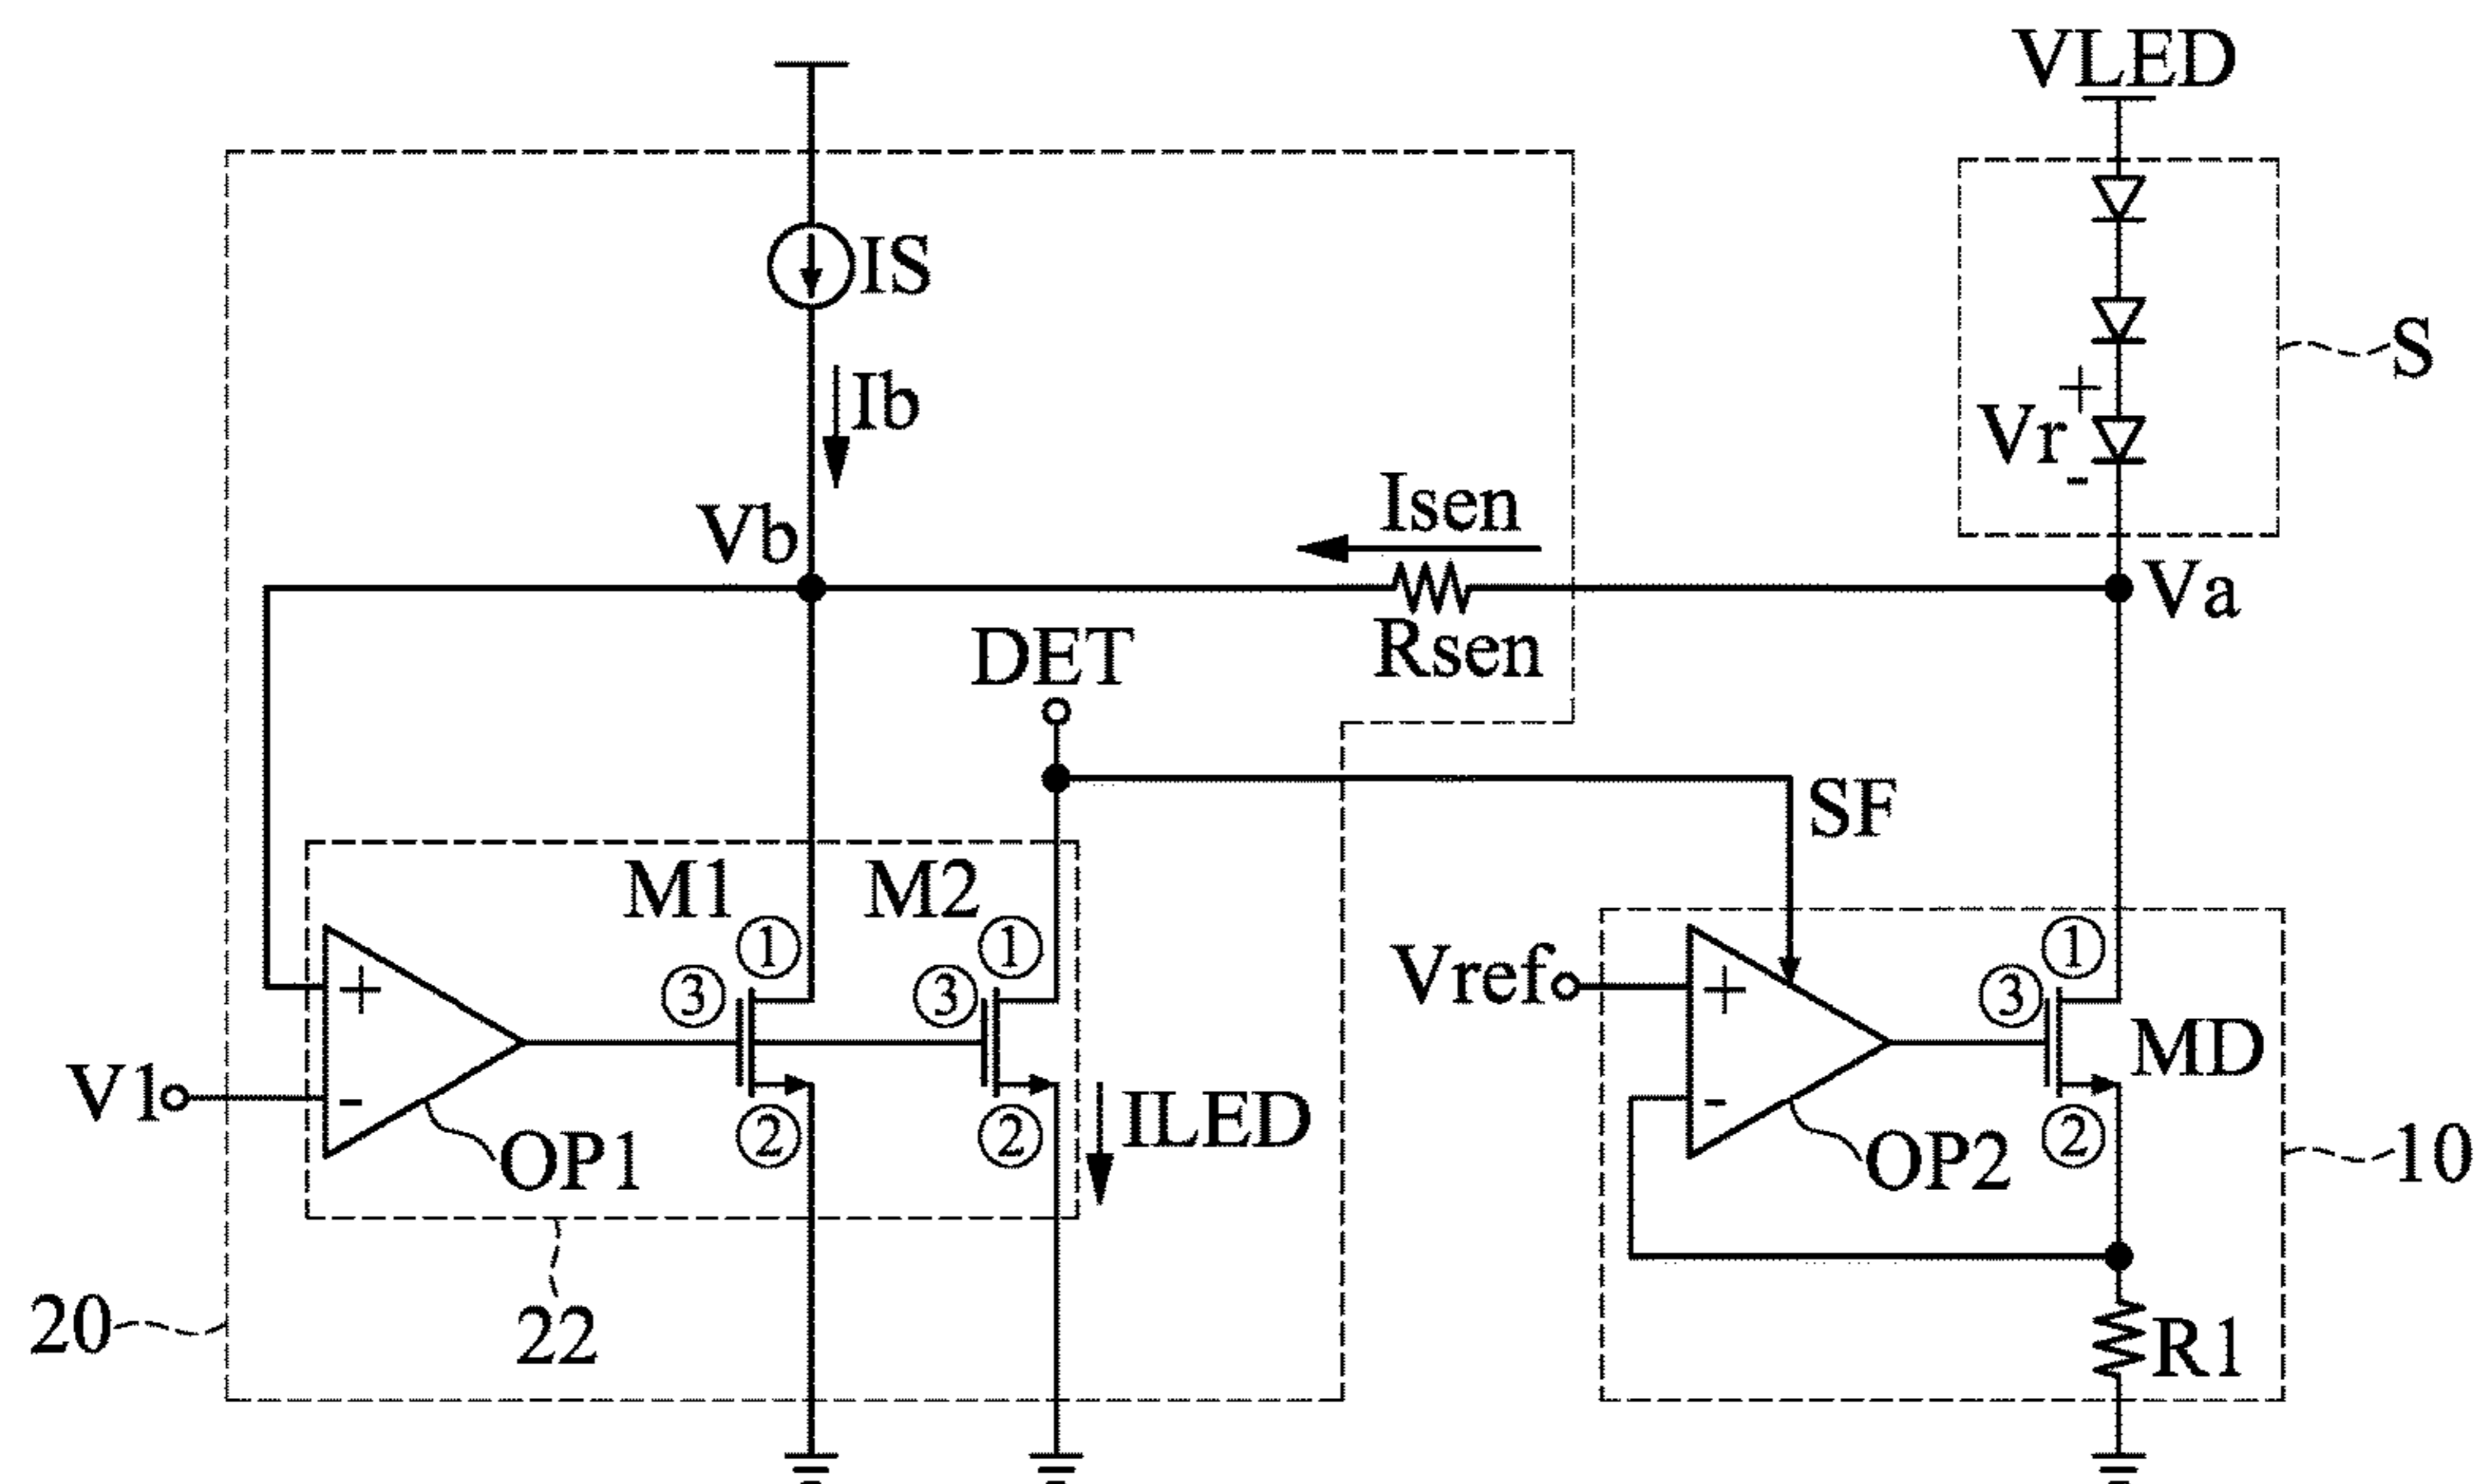 VLED
IS
S
Ib
+
Vr
-
Isen
Vb
Va
Rsen
DET
SF
M1
M2
①
①
①
③
③
③
Vref
+
+
MD
V1
-
-
ILED
②
②
②
OP1
OP2
10
20
22
R1